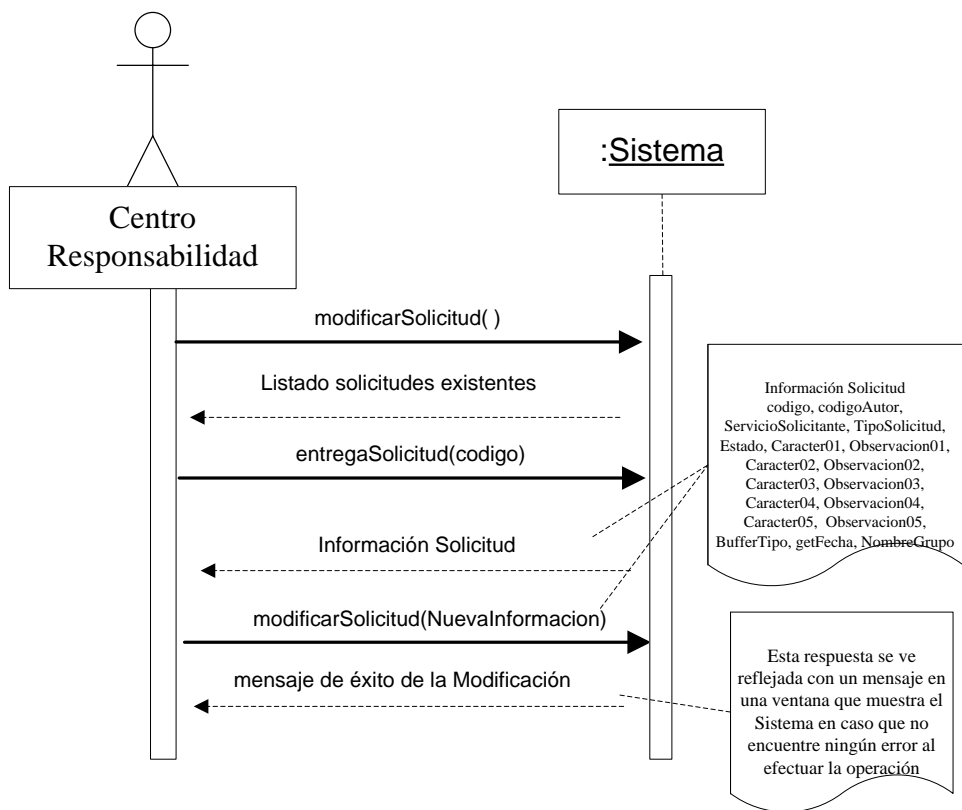 :Sistema
Centro
Responsabilidad
modificarSolicitud( )
Listado solicitudes existentes
entregaSolicitud(codigo)
Información Solicitud
modificarSolicitud(NuevaInformacion)
mensaje de éxito de la Modificación
Información Solicitud
codigo, codigoAutor,
ServicioSolicitante, TipoSolicitud,
Estado, Caracter01, Observacion01,
Caracter02, Observacion02,
Caracter03, Observacion03,
Caracter04, Observacion04,
Caracter05, Observacion05,
BufferTipo, getFecha, NombreGrupo
Esta respuesta se ve
reflejada con un mensaje en
una ventana que muestra el
Sistema en caso que no
encuentre ningún error al
efectuar la operación